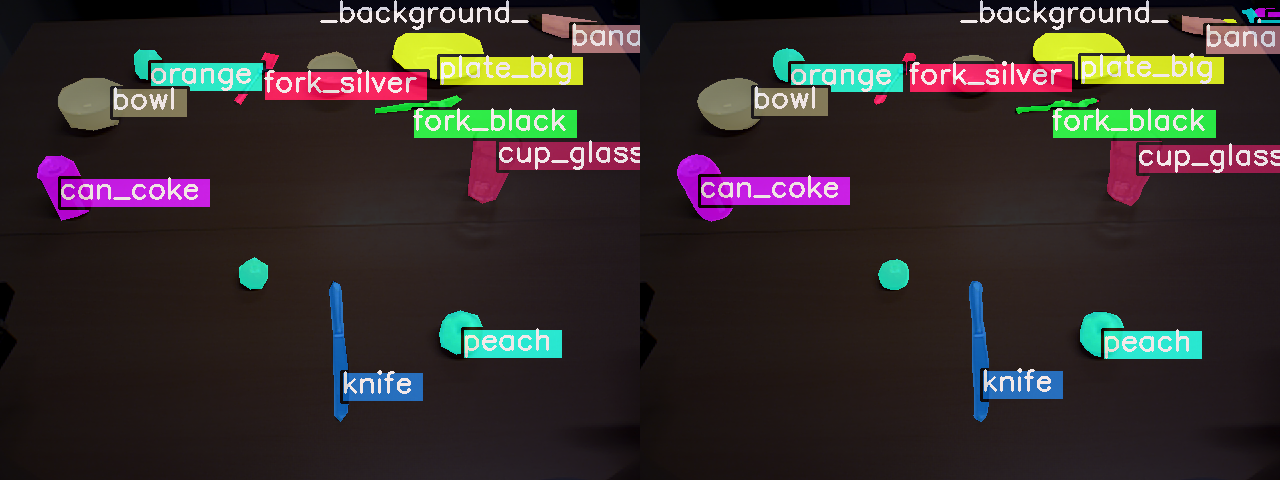 _background_
bana
orange
fork_silver
plate_big
bowl
fork_black
cup_glass
can_coke
peach
knife
_background_
bana
orange
fork_silver
plate_big
bowl
fork_black
cup_glass
can_coke
peach
knife